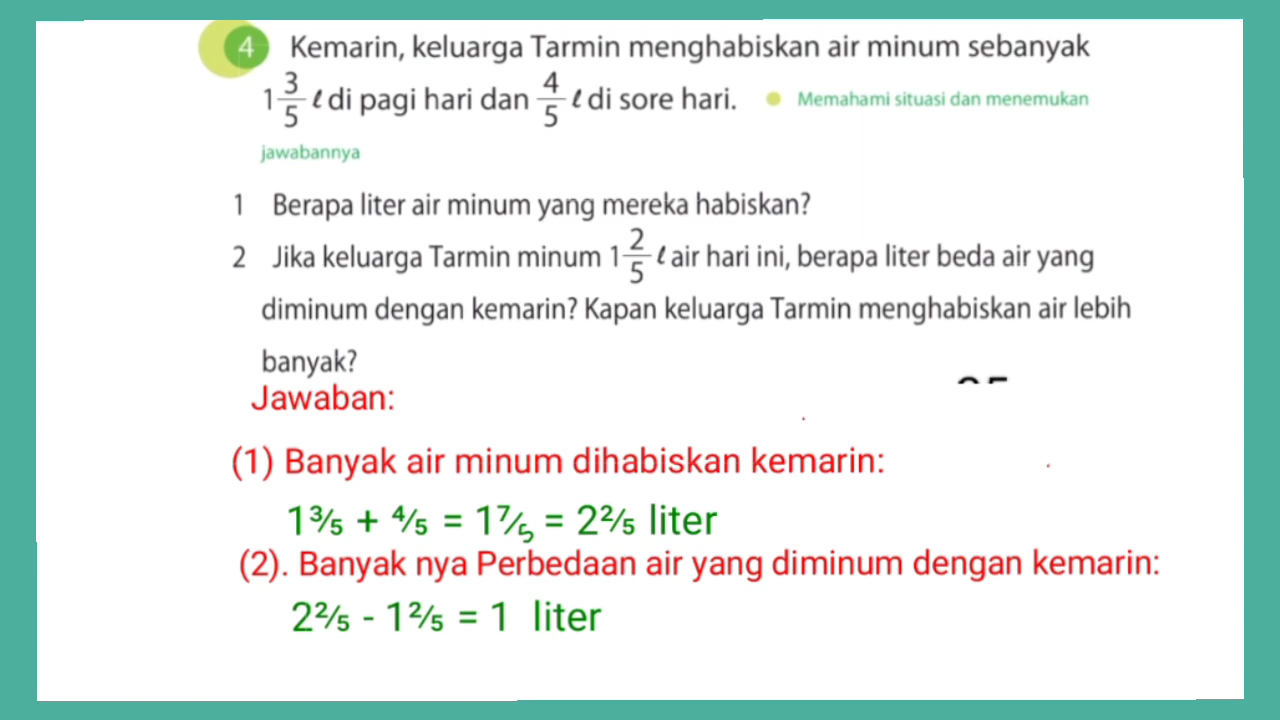 4 Kemarin, keluarga Tarmin menghabiskan air minum sebanyak
1 3/5 ℓ di pagi hari dan 4/5 ℓ di sore hari. • Memahami situasi dan menemukan
jawabannya
1 Berapa liter air minum yang mereka habiskan?
2 Jika keluarga Tarmin minum 1 2/5 ℓ air hari ini, berapa liter beda air yang
diminum dengan kemarin? Kapan keluarga Tarmin menghabiskan air lebih
banyak?
Jawaban:
(1) Banyak air minum dihabiskan kemarin:
1³⁄₅ + ⁴⁄₅ = 1⁷⁄₅ = 2²⁄₅ liter
(2). Banyak nya Perbedaan air yang diminum dengan kemarin:
2²⁄₅ - 1²⁄₅ = 1 liter